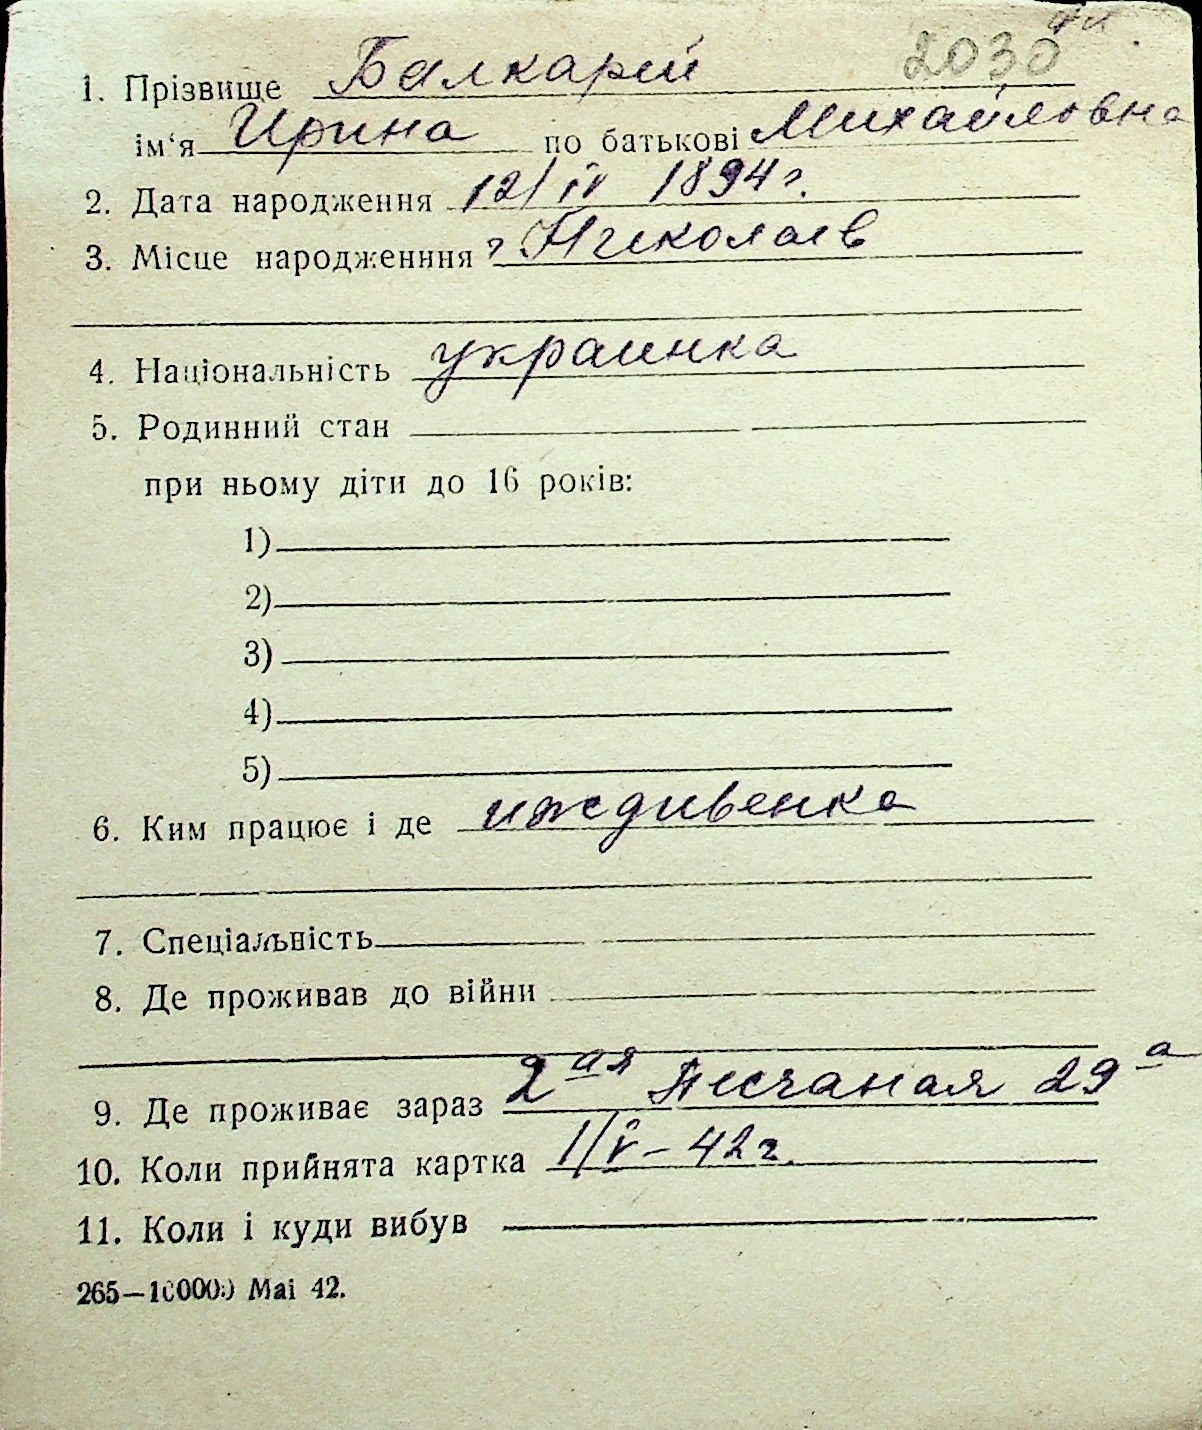 2030
1. Прізвище Балкарей
ім'я Ирина по батькові Михайловна
2. Дата народження 12/IV 1894 г.
3. Місце народженння г. Николаев
4. Національність украинка
5. Родинний стан
при ньому діти до 16 років:
1)
2)
3)
4)
5)
6. Ким працює і де иждивенка
7. Спеціальність
8. Де проживав до війни
9. Де проживає зараз 2ая Песчаная 29а
10. Коли прийнята картка 1/V–42г.
11. Коли і куди вибув
265–100000 Mai 42.